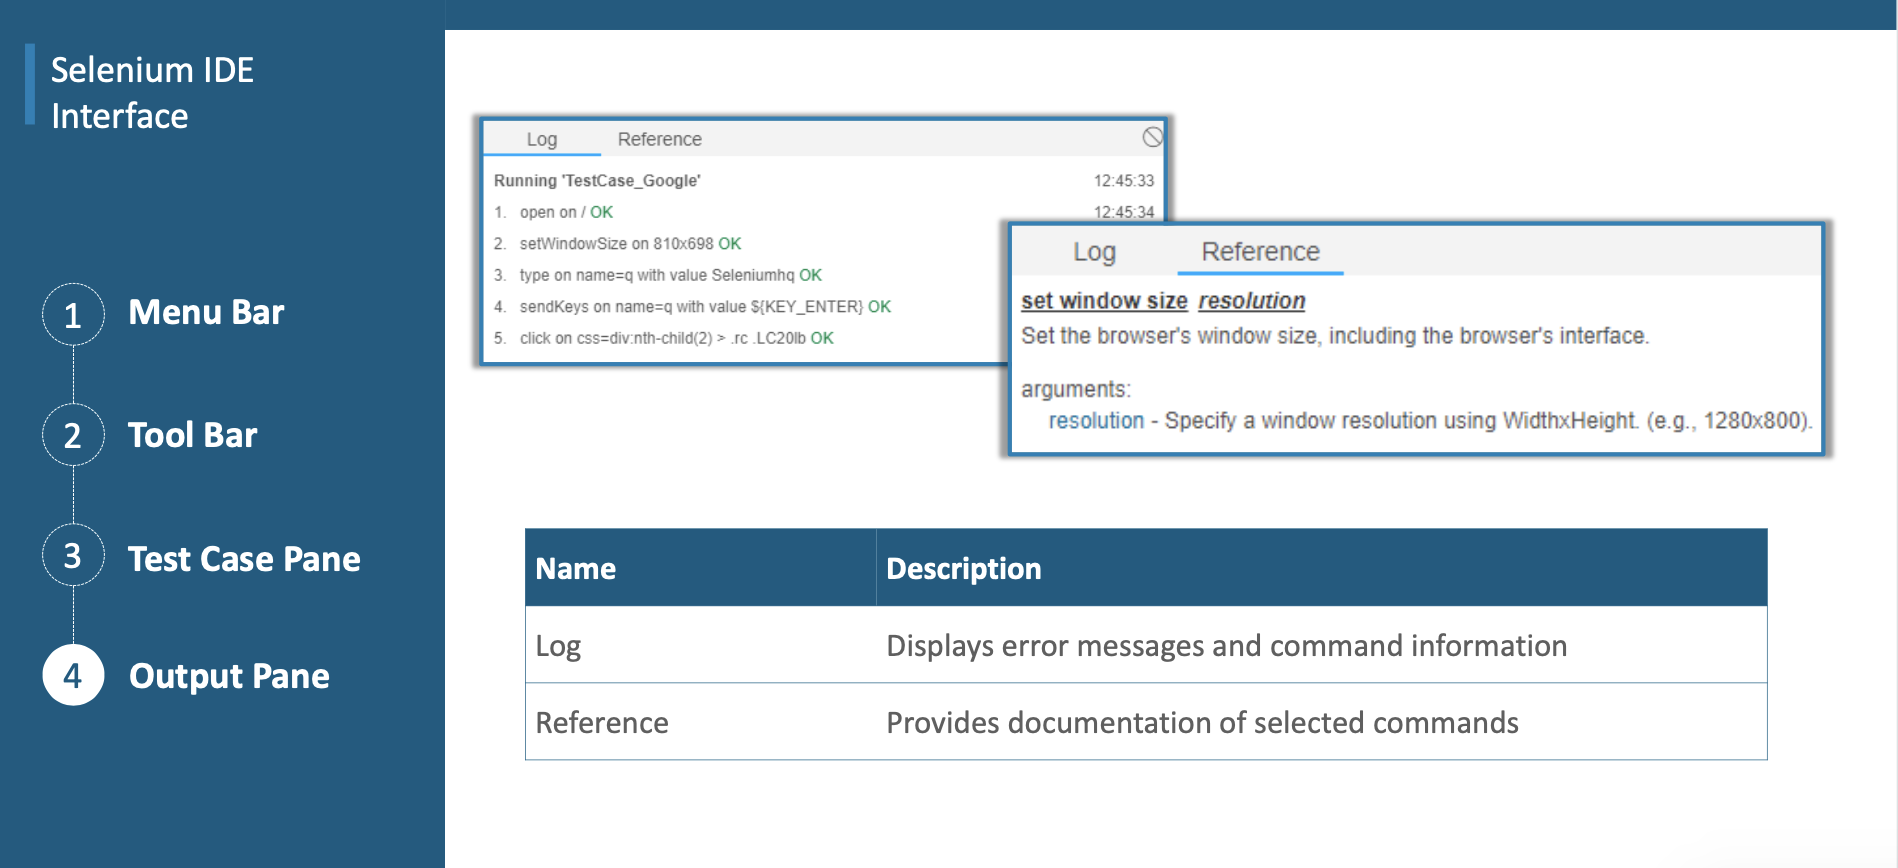 Selenium IDE
Interface
1 Menu Bar
2 Tool Bar
3 Test Case Pane
4 Output Pane
Log Reference
Running 'TestCase_Google' 12:45:33
1. open on / OK 12:45:34
2. setWindowSize on 810x698 OK
3. type on name=q with value Seleniumhq OK
4. sendKeys on name=q with value ${KEY_ENTER} OK
5. click on css=div:nth-child(2) > .rc .LC20lb OK
Log Reference
set window size resolution
Set the browser's window size, including the browser's interface.
arguments:
resolution - Specify a window resolution using WidthxHeight. (e.g., 1280x800).
Name Description
Log Displays error messages and command information
Reference Provides documentation of selected commands